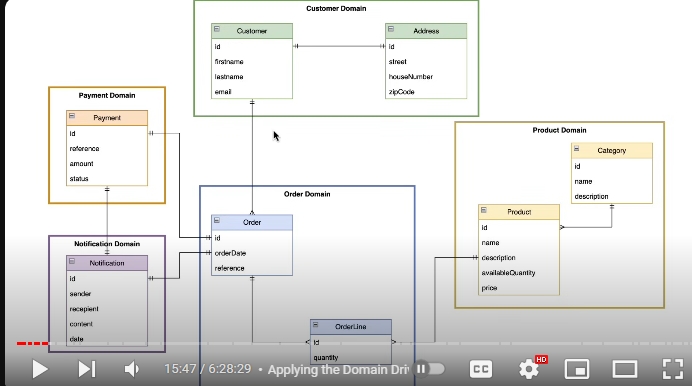 Customer Domain
Customer
id
firstname
lastname
email
Address
id
street
houseNumber
zipCode
Payment Domain
Payment
id
reference
amount
status
Product Domain
Category
id
name
description
Product
id
name
description
availableQuantity
price
Order Domain
Order
id
orderDate
reference
OrderLine
id
quantity
Notification Domain
Notification
id
sender
recepient
content
date
15:47 / 6:28:29 • Applying the Domain Dri
CC
HD